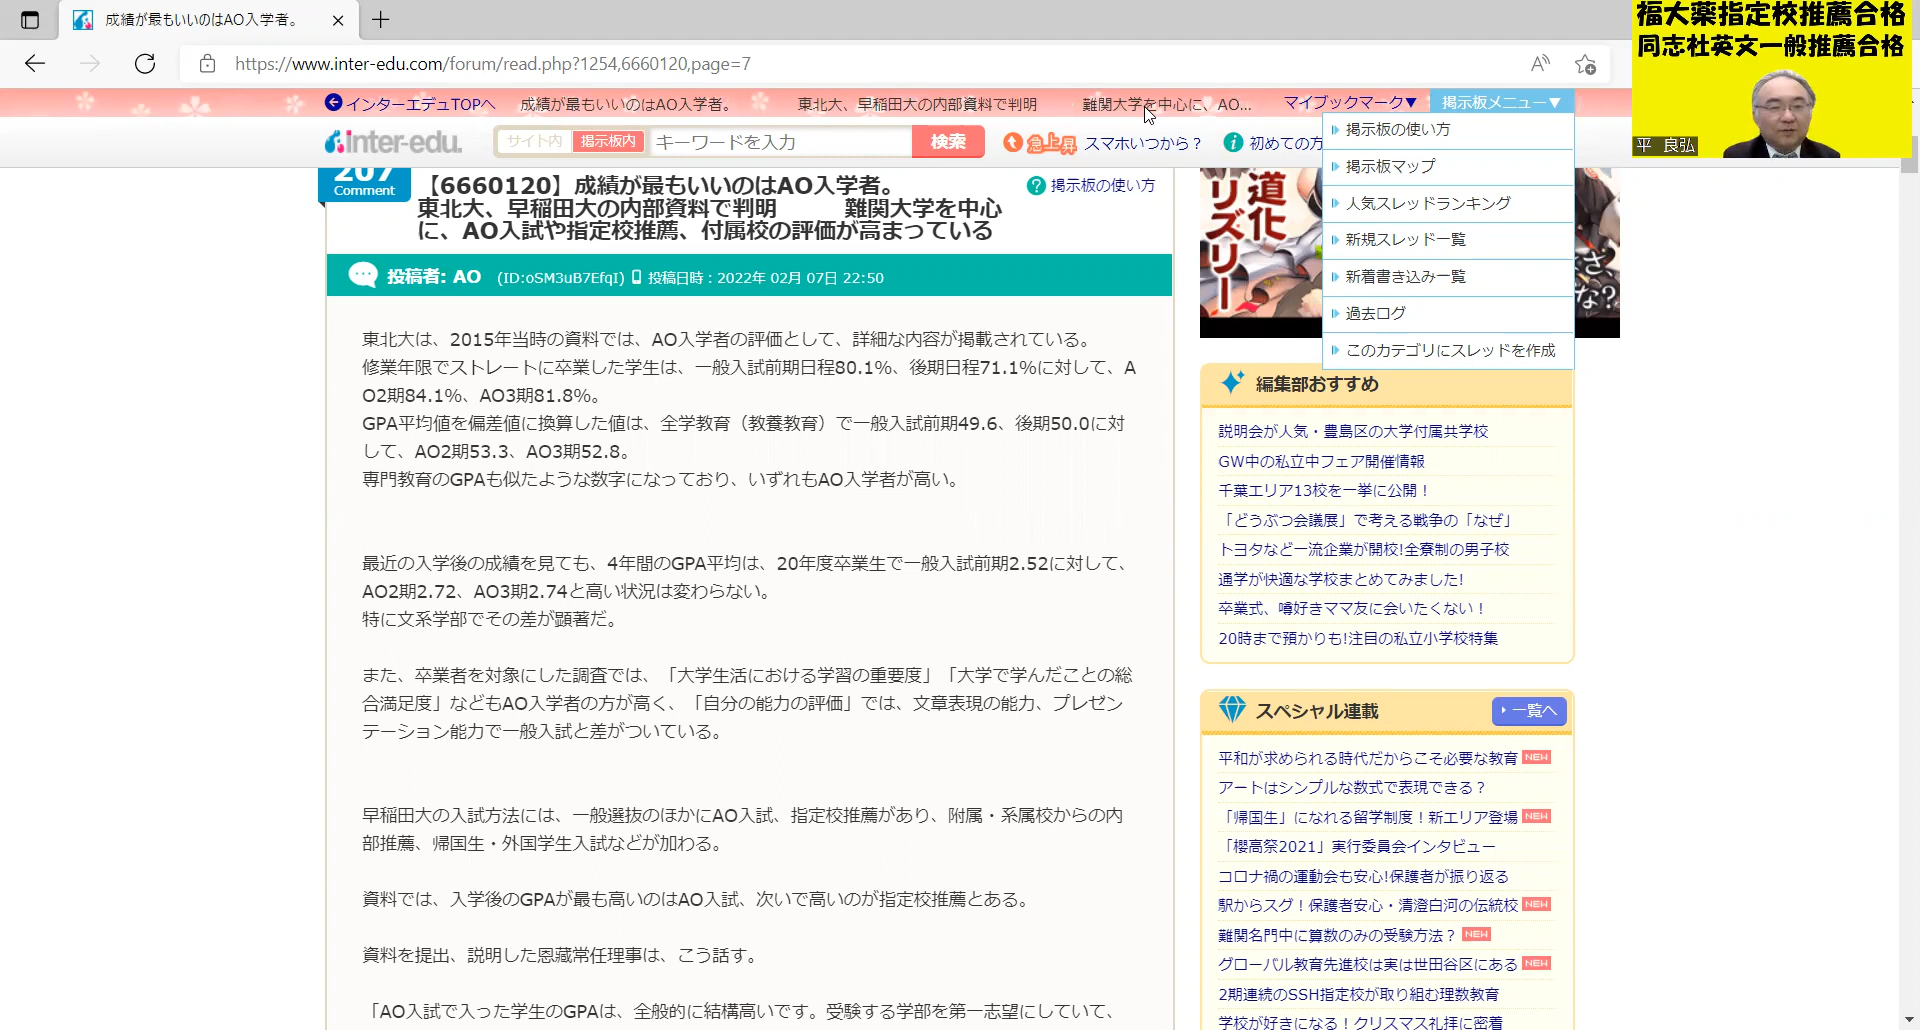 成績が最もいいのはAO入学者。
https://www.inter-edu.com/forum/read.php?1254,6660120,page=7
福大薬指定校推薦合格
同志社英文一般推薦合格
平　良弘
インターエデュTOPへ
成績が最もいいのはAO入学者。
東北大、早稲田大の内部資料で判明
難関大学を中心に、AO...
マイブックマーク▼
掲示板メニュー▼
inter-edu.
サイト内
掲示板内
キーワードを入力
検索
急上昇
スマホいつから？
初めての方
掲示板の使い方
掲示板マップ
人気スレッドランキング
新規スレッド一覧
新着書き込み一覧
過去ログ
このカテゴリにスレッドを作成
207
Comment
【6660120】成績が最もいいのはAO入学者。
東北大、早稲田大の内部資料で判明　　　難関大学を中心
に、AO入試や指定校推薦、付属校の評価が高まっている
掲示板の使い方
投稿者: AO (ID:oSM3uB7EfqI) 投稿日時：2022年 02月 07日 22:50
東北大は、2015年当時の資料では、AO入学者の評価として、詳細な内容が掲載されている。
修業年限でストレートに卒業した学生は、一般入試前期日程80.1%、後期日程71.1%に対して、A
O2期84.1%、AO3期81.8%。
GPA平均値を偏差値に換算した値は、全学教育（教養教育）で一般入試前期49.6、後期50.0に対
して、AO2期53.3、AO3期52.8。
専門教育のGPAも似たような数字になっており、いずれもAO入学者が高い。
最近の入学後の成績を見ても、4年間のGPA平均は、20年度卒業生で一般入試前期2.52に対して、
AO2期2.72、AO3期2.74と高い状況は変わらない。
特に文系学部でその差が顕著だ。
また、卒業者を対象にした調査では、「大学生活における学習の重要度」「大学で学んだことの総
合満足度」などもAO入学者の方が高く、「自分の能力の評価」では、文章表現の能力、プレゼン
テーション能力で一般入試と差がついている。
早稲田大の入試方法には、一般選抜のほかにAO入試、指定校推薦があり、附属・系属校からの内
部推薦、帰国生・外国学生入試などが加わる。
資料では、入学後のGPAが最も高いのはAO入試、次いで高いのが指定校推薦とある。
資料を提出、説明した恩藏常任理事は、こう話す。
「AO入試で入った学生のGPAは、全般的に結構高いです。受験する学部を第一志望にしていて、
道化
リズリー
さ、
な？
編集部おすすめ
説明会が人気・豊島区の大学付属共学校
GW中の私立中フェア開催情報
千葉エリア13校を一挙に公開！
「どうぶつ会議展」で考える戦争の「なぜ」
トヨタなど一流企業が開校!全寮制の男子校
通学が快適な学校まとめてみました!
卒業式、噂好きママ友に会いたくない！
20時まで預かりも!注目の私立小学校特集
スペシャル連載
一覧へ
平和が求められる時代だからこそ必要な教育 NEW
アートはシンプルな数式で表現できる？
「帰国生」になれる留学制度！新エリア登場 NEW
「櫻高祭2021」実行委員会インタビュー
コロナ禍の運動会も安心!保護者が振り返る
駅からスグ！保護者安心・清澄白河の伝統校 NEW
難関名門中に算数のみの受験方法？ NEW
グローバル教育先進校は実は世田谷区にある NEW
2期連続のSSH指定校が取り組む理数教育
学校が好きになる！クリスマス礼拝に密着